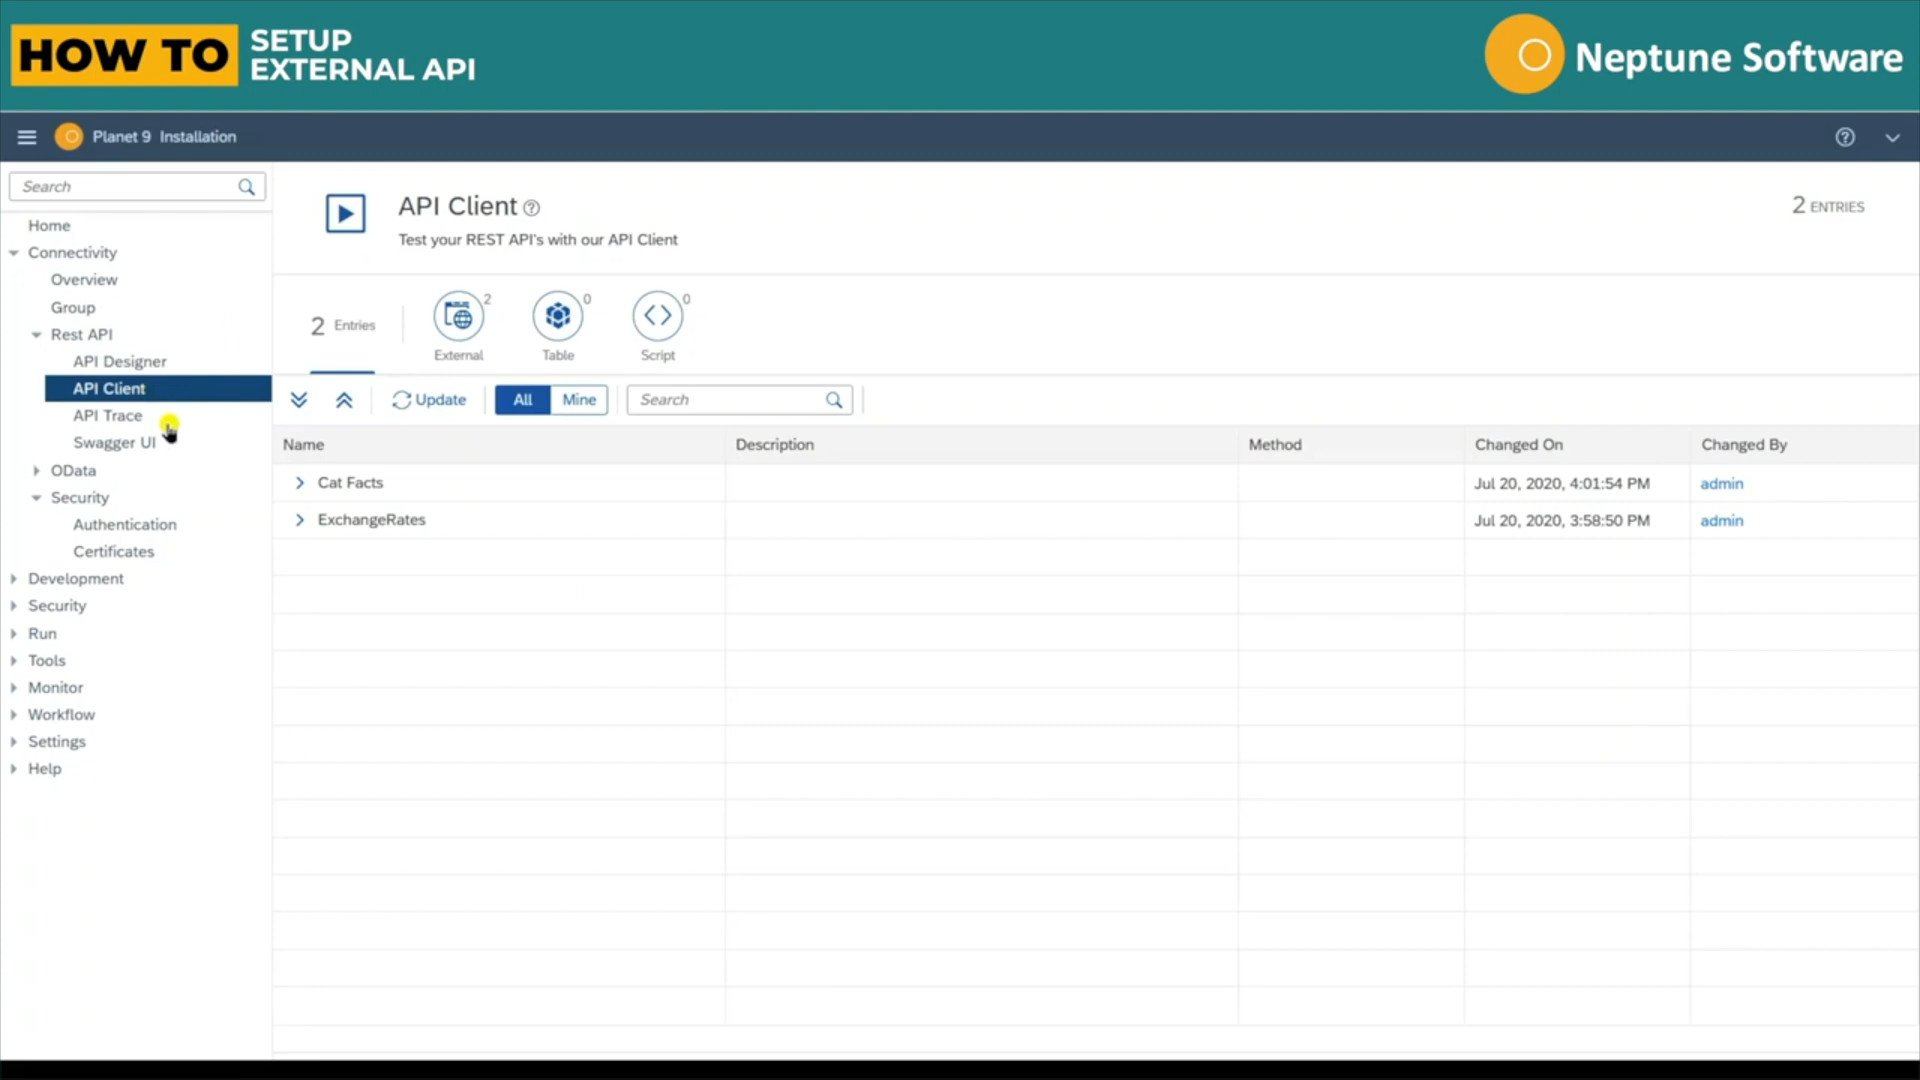 HOW TO
SETUP
EXTERNAL API
Neptune Software
Planet 9 Installation
Search
Home
Connectivity
Overview
Group
Rest API
API Designer
API Client
API Trace
Swagger UI
OData
Security
Authentication
Certificates
Development
Security
Run
Tools
Monitor
Workflow
Settings
Help
API Client
Test your REST API's with our API Client
2 ENTRIES
2 Entries
2
External
0
Table
0
Script
Update
All
Mine
Search
Name Description Method Changed On Changed By
Cat Facts Jul 20, 2020, 4:01:54 PM admin
ExchangeRates Jul 20, 2020, 3:58:50 PM admin